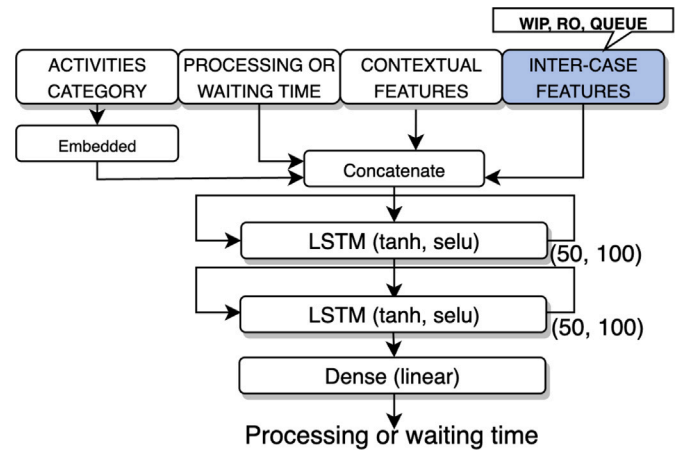 WIP, RO, QUEUE
ACTIVITIES
CATEGORY
PROCESSING OR
WAITING TIME
CONTEXTUAL
FEATURES
INTER-CASE
FEATURES
Embedded
Concatenate
LSTM (tanh, selu)
(50, 100)
LSTM (tanh, selu)
(50, 100)
Dense (linear)
Processing or waiting time